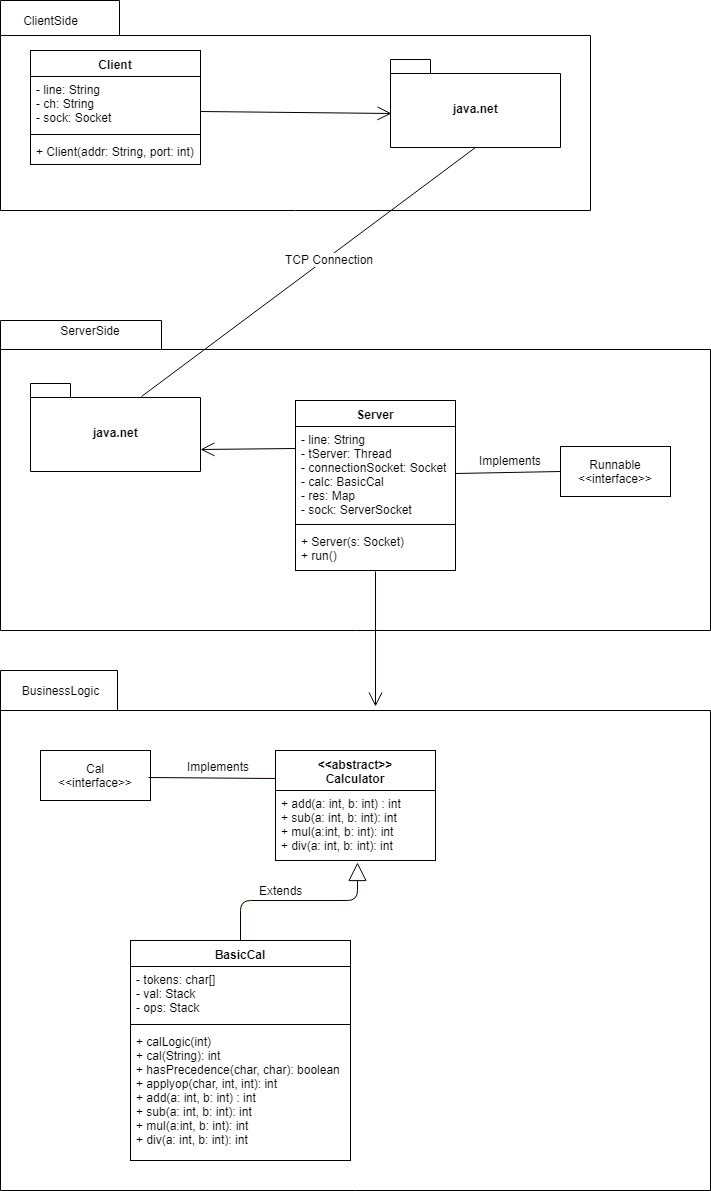 ClientSide
Client
- line: String
- ch: String
- sock: Socket
+ Client(addr: String, port: int)
java.net
TCP Connection
ServerSide
java.net
Server
- line: String
- tServer: Thread
- connectionSocket: Socket
- calc: BasicCal
- res: Map
- sock: ServerSocket
+ Server(s: Socket)
+ run()
Implements
Runnable
<<interface>>
BusinessLogic
Cal
<<interface>>
Implements
<<abstract>>
Calculator
+ add(a: int, b: int) : int
+ sub(a: int, b: int): int
+ mul(a:int, b: int): int
+ div(a: int, b: int): int
Extends
BasicCal
- tokens: char[]
- val: Stack
- ops: Stack
+ calLogic(int)
+ cal(String): int
+ hasPrecedence(char, char): boolean
+ applyop(char, int, int): int
+ add(a: int, b: int) : int
+ sub(a: int, b: int): int
+ mul(a:int, b: int): int
+ div(a: int, b: int): int